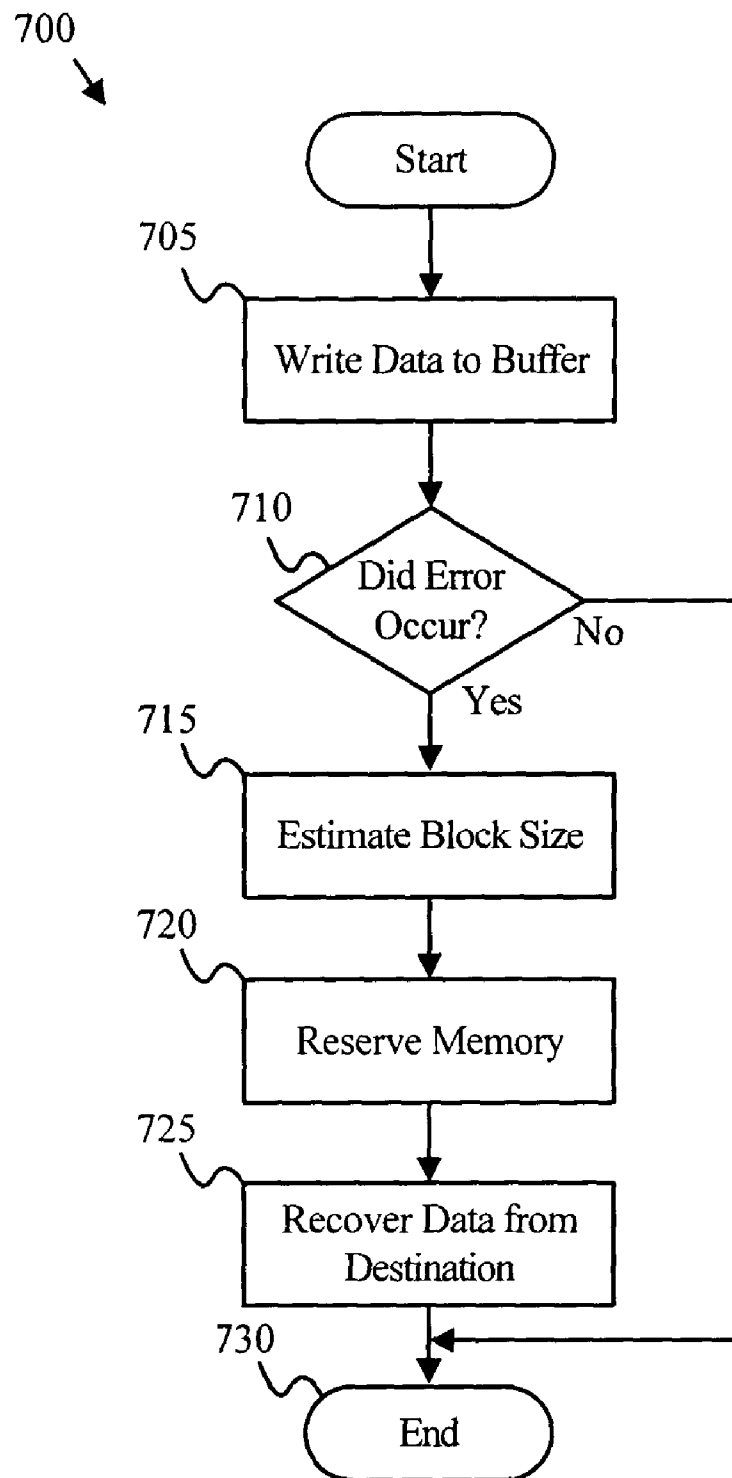 700
Start
705
Write Data to Buffer
710
Did Error
Occur?
No
Yes
715
Estimate Block Size
720
Reserve Memory
725
Recover Data from
Destination
730
End